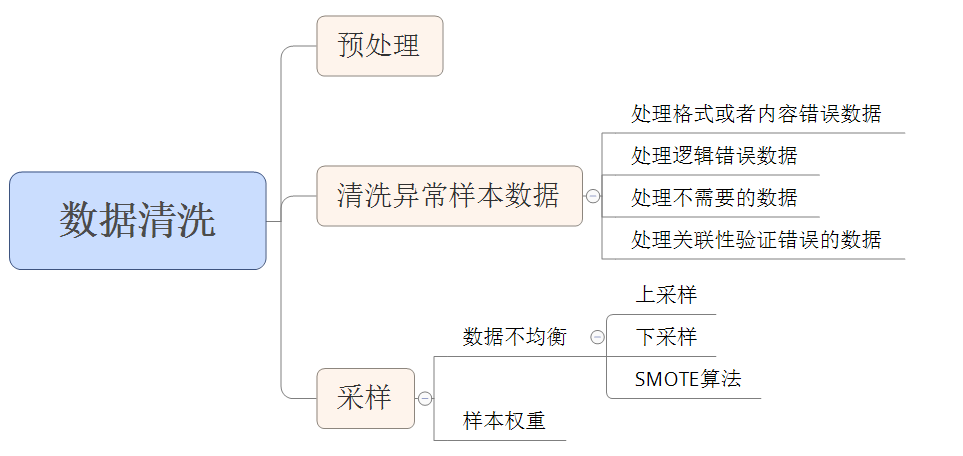 数据清洗
预处理
清洗异常样本数据
处理格式或者内容错误数据
处理逻辑错误数据
处理不需要的数据
处理关联性验证错误的数据
采样
数据不均衡
上采样
下采样
SMOTE算法
样本权重